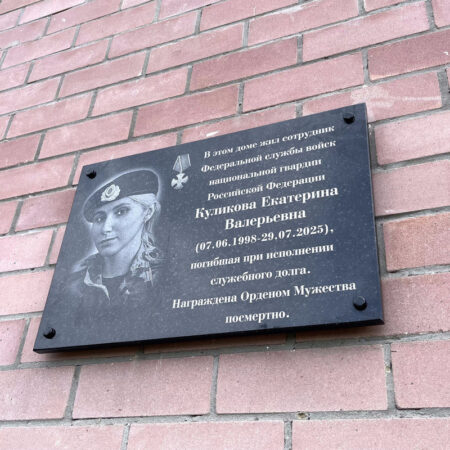 В этом доме жил сотрудник
Федеральной службы войск
национальной гвардии
Российской Федерации
Куликова Екатерина
Валерьевна
(07.06.1998-29.07.2025),
погибшая при исполнении
служебного долга.
Награждена Орденом Мужества
посмертно.